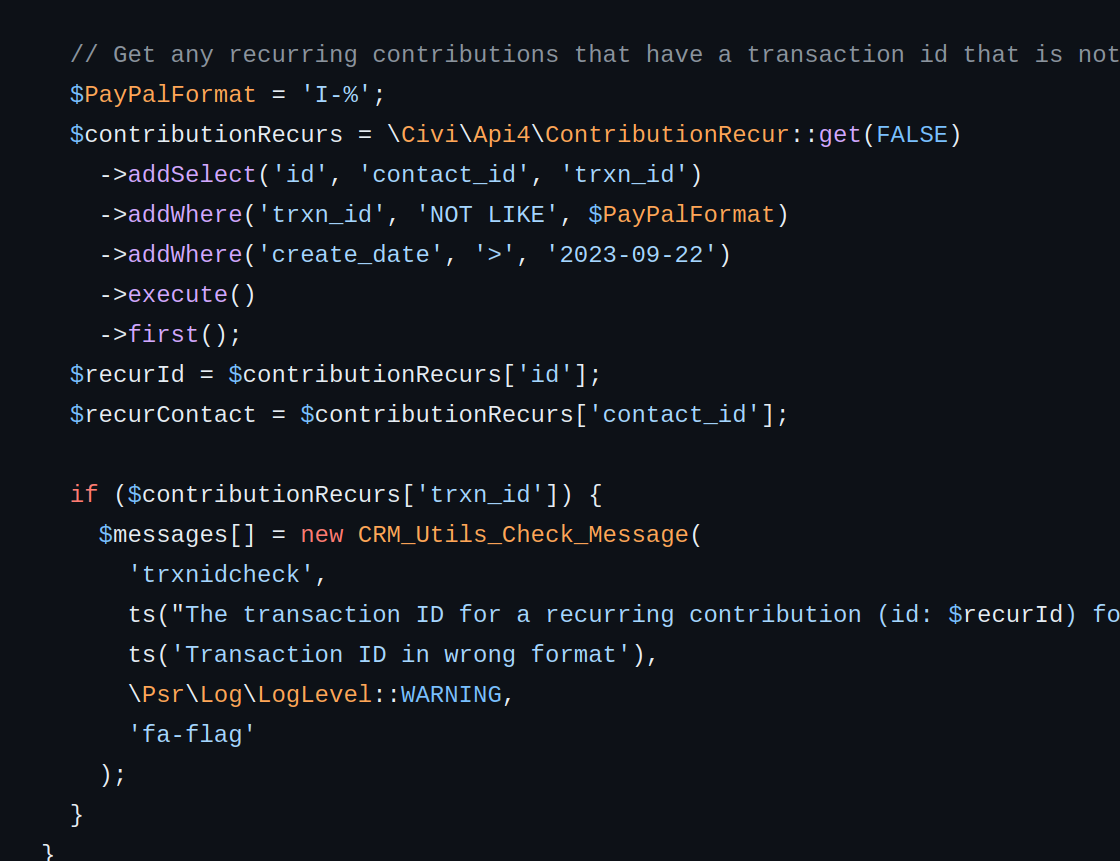 // Get any recurring contributions that have a transaction id that is not
$PayPalFormat = 'I-%';
$contributionRecurs = \Civi\Api4\ContributionRecur::get(FALSE)
->addSelect('id', 'contact_id', 'trxn_id')
->addWhere('trxn_id', 'NOT LIKE', $PayPalFormat)
->addWhere('create_date', '>', '2023-09-22')
->execute()
->first();
$recurId = $contributionRecurs['id'];
$recurContact = $contributionRecurs['contact_id'];
if ($contributionRecurs['trxn_id']) {
$messages[] = new CRM_Utils_Check_Message(
'trxnidcheck',
ts("The transaction ID for a recurring contribution (id: $recurId) fo
ts('Transaction ID in wrong format'),
\Psr\Log\LogLevel::WARNING,
'fa-flag'
);
}
}